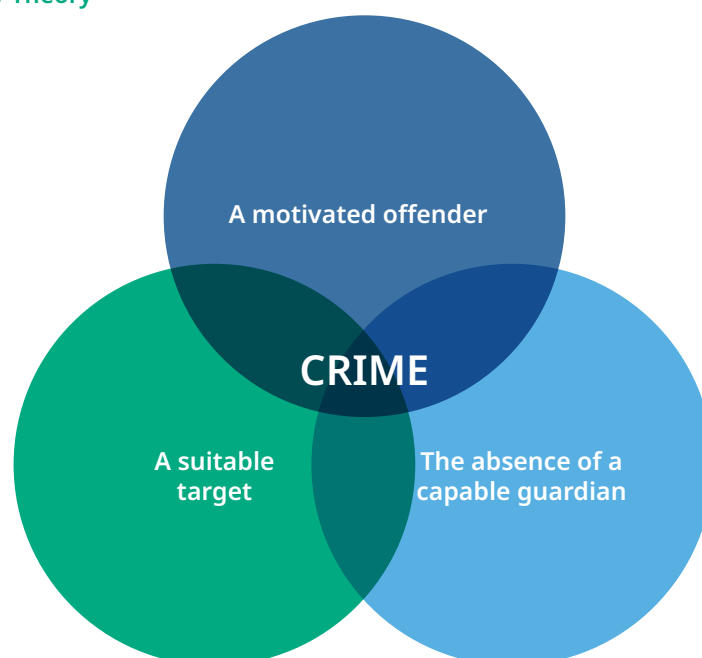 Theory
A motivated offender
CRIME
A suitable
target
The absence of a
capable guardian